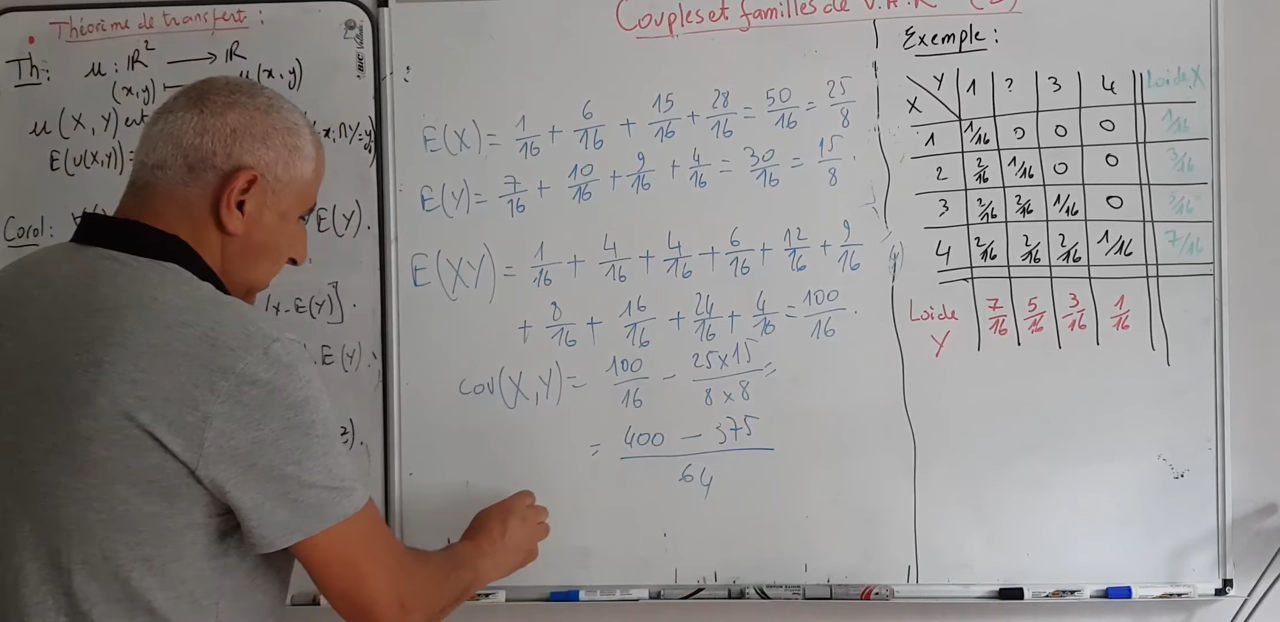 Couples et familles de V.A.R (2)
• Théorème de transfert :
Th: u : ℝ² → ℝ
(x,y) ↦ u(x,y)
u(X,Y) est
E(u(X,Y)) =
Corol:
E(Y).
E(Y)].
. E(Y).
E(X) = 1/16 + 6/16 + 15/16 + 28/16 = 50/16 = 25/8
E(Y) = 7/16 + 10/16 + 9/16 + 4/16 = 30/16 = 15/8.
E(XY) = 1/16 + 4/16 + 4/16 + 6/16 + 12/16 + 9/16
+ 8/16 + 16/16 + 24/16 + 4/16 = 100/16.
cov(X,Y) = 100/16 - 25×15/8×8 =
= 400 - 375/64
Exemple :
X Y 1 2 3 4 Loi de X
1 1/16 0 0 0 1/16
2 2/16 1/16 0 0 3/16
3 2/16 2/16 1/16 0 5/16
4 2/16 2/16 2/16 1/16 7/16
Loi de Y 7/16 5/16 3/16 1/16